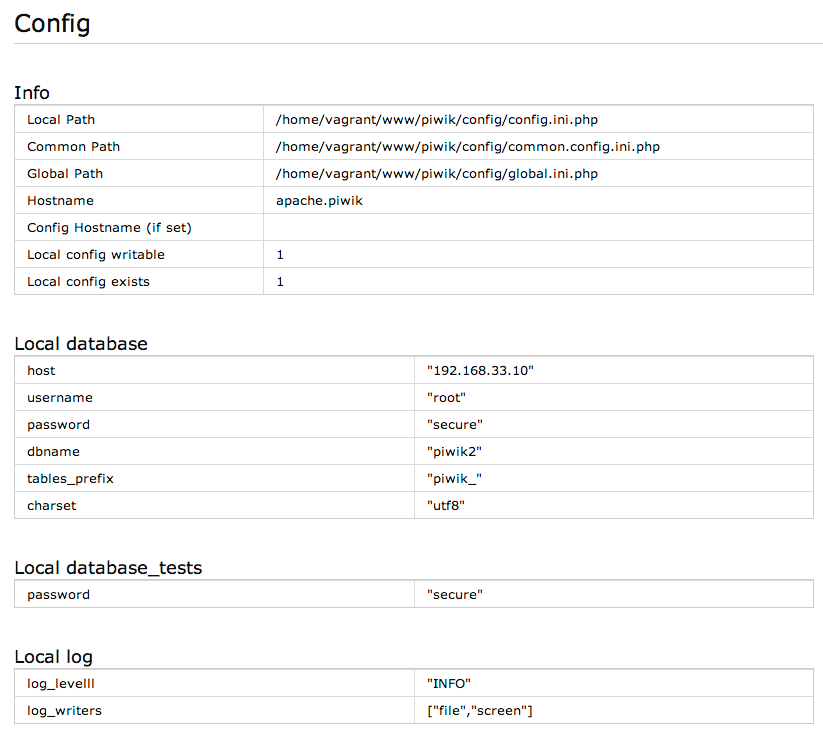 Config
Info
Local Path /home/vagrant/www/piwik/config/config.ini.php
Common Path /home/vagrant/www/piwik/config/common.config.ini.php
Global Path /home/vagrant/www/piwik/config/global.ini.php
Hostname apache.piwik
Config Hostname (if set)
Local config writable 1
Local config exists 1
Local database
host "192.168.33.10"
username "root"
password "secure"
dbname "piwik2"
tables_prefix "piwik_"
charset "utf8"
Local database_tests
password "secure"
Local log
log_levelll "INFO"
log_writers ["file","screen"]